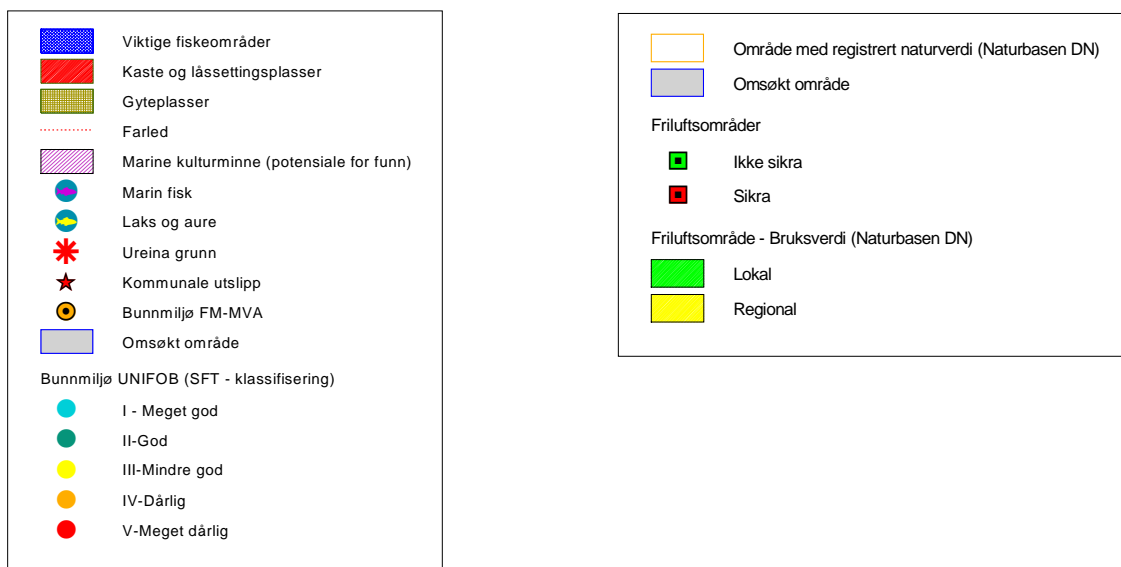 Viktige fiskeområder
Kaste og låssettingsplasser
Gyteplasser
Farled
Marine kulturminne (potensiale for funn)
Marin fisk
Laks og aure
Ureina grunn
Kommunale utslipp
Bunnmiljø FM-MVA
Omsøkt område
Bunnmiljø UNIFOB (SFT - klassifisering)
I - Meget god
II-God
III-Mindre god
IV-Dårlig
V-Meget dårlig
Område med registrert naturverdi (Naturbasen DN)
Omsøkt område
Friluftsområder
Ikke sikra
Sikra
Friluftsområde - Bruksverdi (Naturbasen DN)
Lokal
Regional